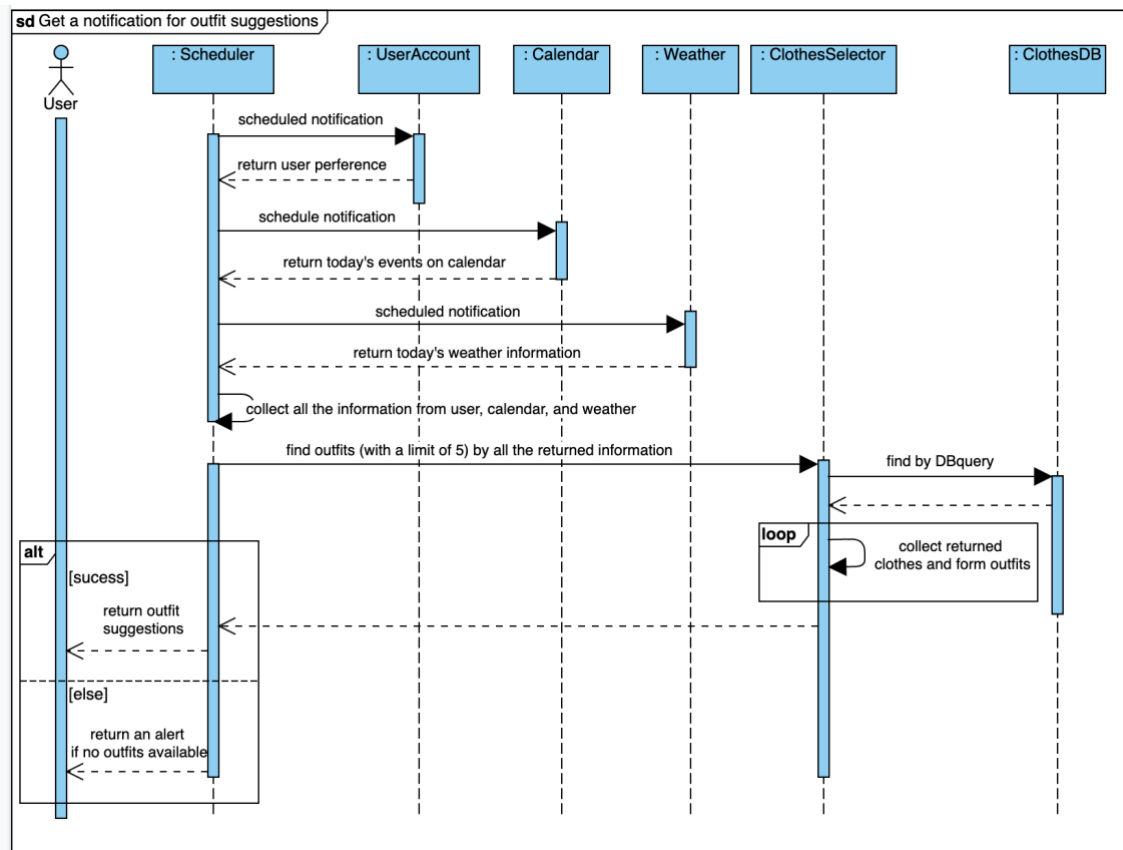 sd Get a notification for outfit suggestions
User
: Scheduler
: UserAccount
: Calendar
: Weather
: ClothesSelector
: ClothesDB
scheduled notification
return user perference
schedule notification
return today's events on calendar
scheduled notification
return today's weather information
collect all the information from user, calendar, and weather
find outfits (with a limit of 5) by all the returned information
find by DBquery
loop
collect returned
clothes and form outfits
alt
[sucess]
return outfit
suggestions
[else]
return an alert
if no outfits available